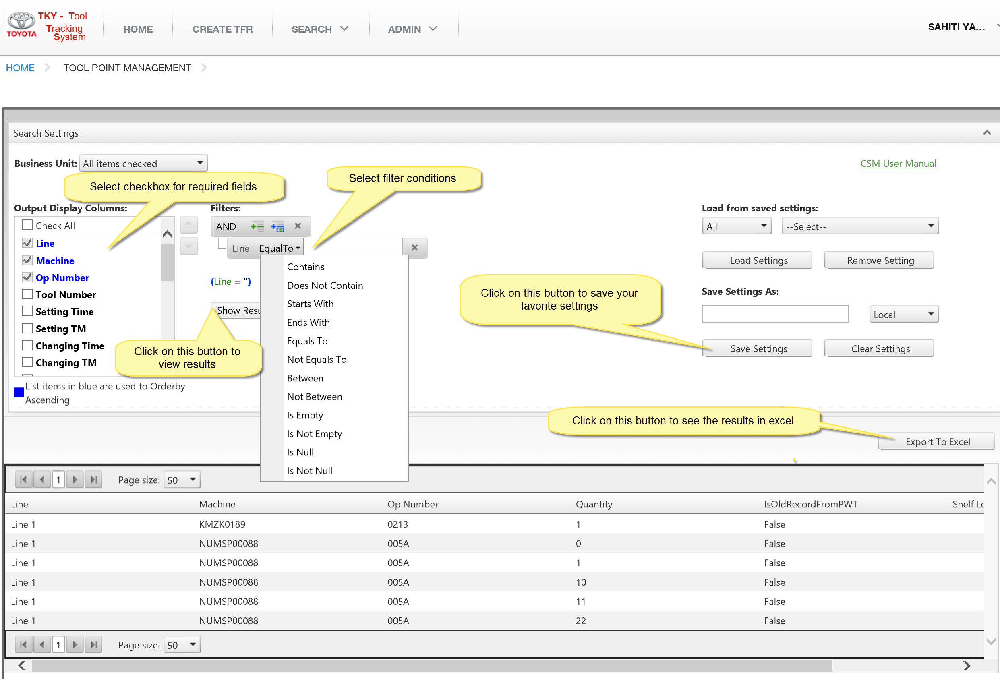 TKY - Tool
Tracking
System
TOYOTA
HOME
CREATE TFR
SEARCH
ADMIN
SAHITI YA...
HOME
TOOL POINT MANAGEMENT
Search Settings
Business Unit:
All items checked
CSM User Manual
Select checkbox for required fields
Select filter conditions
Output Display Columns:
Check All
Line
Machine
Op Number
Tool Number
Setting Time
Setting TM
Changing Time
Changing TM
List items in blue are used to Orderby
Ascending
Filters:
AND
Line EqualTo
(Line = '')
Show Resu
Click on this button to
view results
Contains
Does Not Contain
Starts With
Ends With
Equals To
Not Equals To
Between
Not Between
Is Empty
Is Not Empty
Is Null
Is Not Null
Click on this button to save your
favorite settings
Load from saved settings:
All
--Select--
Load Settings
Remove Setting
Save Settings As:
Local
Save Settings
Clear Settings
Click on this button to see the results in excel
Export To Excel
1 Page size: 50
Line Machine Op Number Quantity IsOldRecordFromPWT Shelf Lo
Line 1 KMZK0189 0213 1 False
Line 1 NUMSP00088 005A 0 False
Line 1 NUMSP00088 005A 1 False
Line 1 NUMSP00088 005A 10 False
Line 1 NUMSP00088 005A 11 False
Line 1 NUMSP00088 005A 22 False
1 Page size: 50